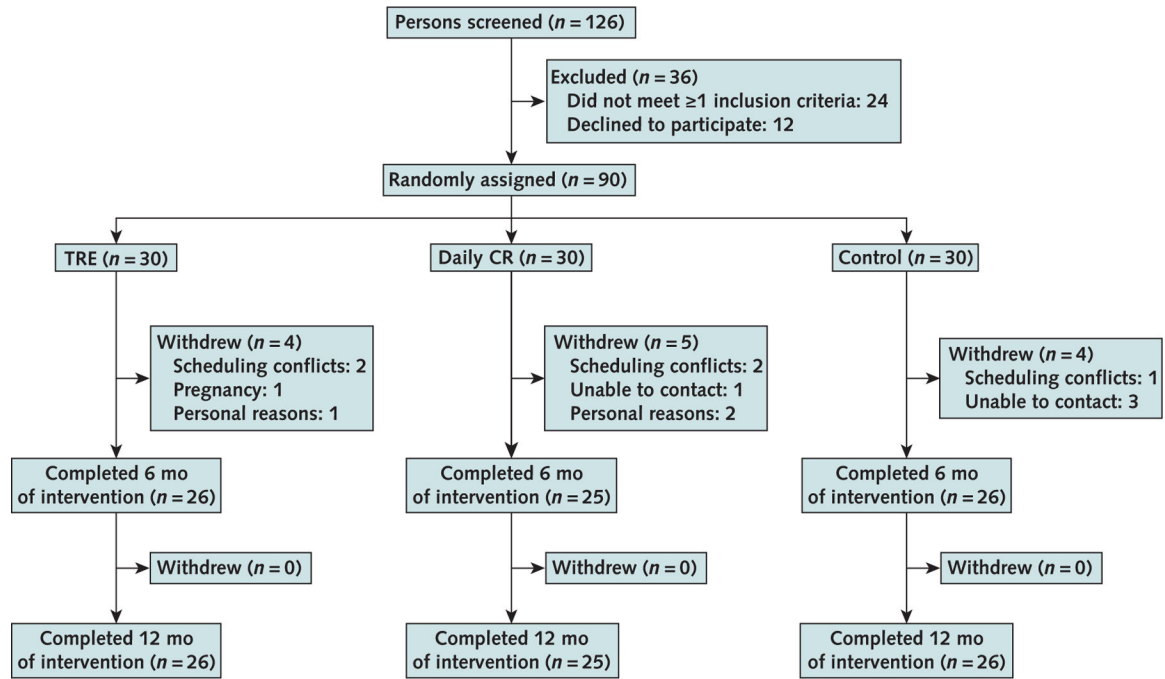 Persons screened (n = 126)
Excluded (n = 36)
Did not meet ≥1 inclusion criteria: 24
Declined to participate: 12
Randomly assigned (n = 90)
TRE (n = 30)
Daily CR (n = 30)
Control (n = 30)
Withdrew (n = 4)
Scheduling conflicts: 2
Pregnancy: 1
Personal reasons: 1
Withdrew (n = 5)
Scheduling conflicts: 2
Unable to contact: 1
Personal reasons: 2
Withdrew (n = 4)
Scheduling conflicts: 1
Unable to contact: 3
Completed 6 mo
of intervention (n = 26)
Completed 6 mo
of intervention (n = 25)
Completed 6 mo
of intervention (n = 26)
Withdrew (n = 0)
Withdrew (n = 0)
Withdrew (n = 0)
Completed 12 mo
of intervention (n = 26)
Completed 12 mo
of intervention (n = 25)
Completed 12 mo
of intervention (n = 26)